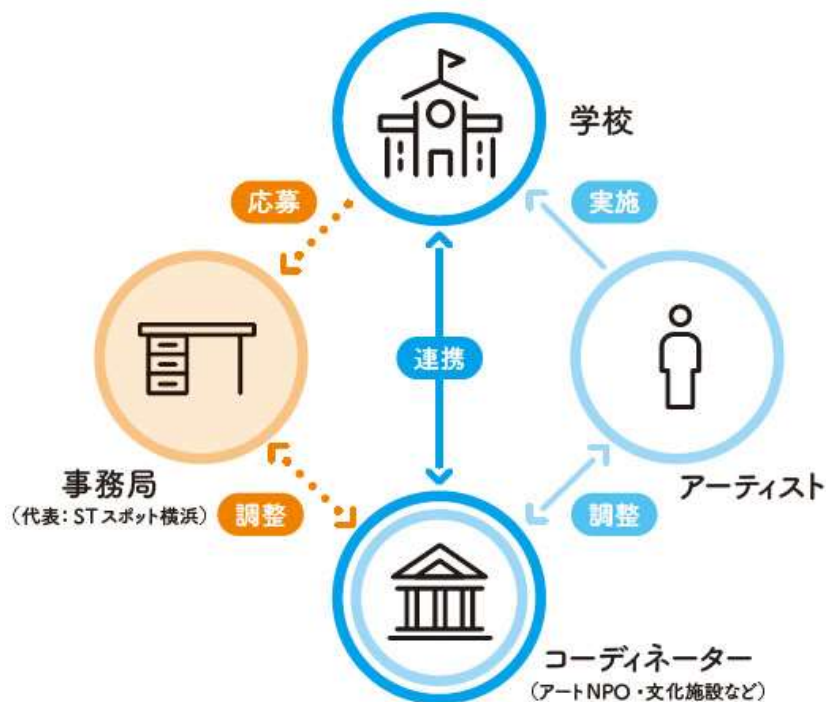 学校
応募
実施
連携
事務局
（代表：STスポット横浜）
調整
アーティスト
調整
コーディネーター
（アートNPO・文化施設など）